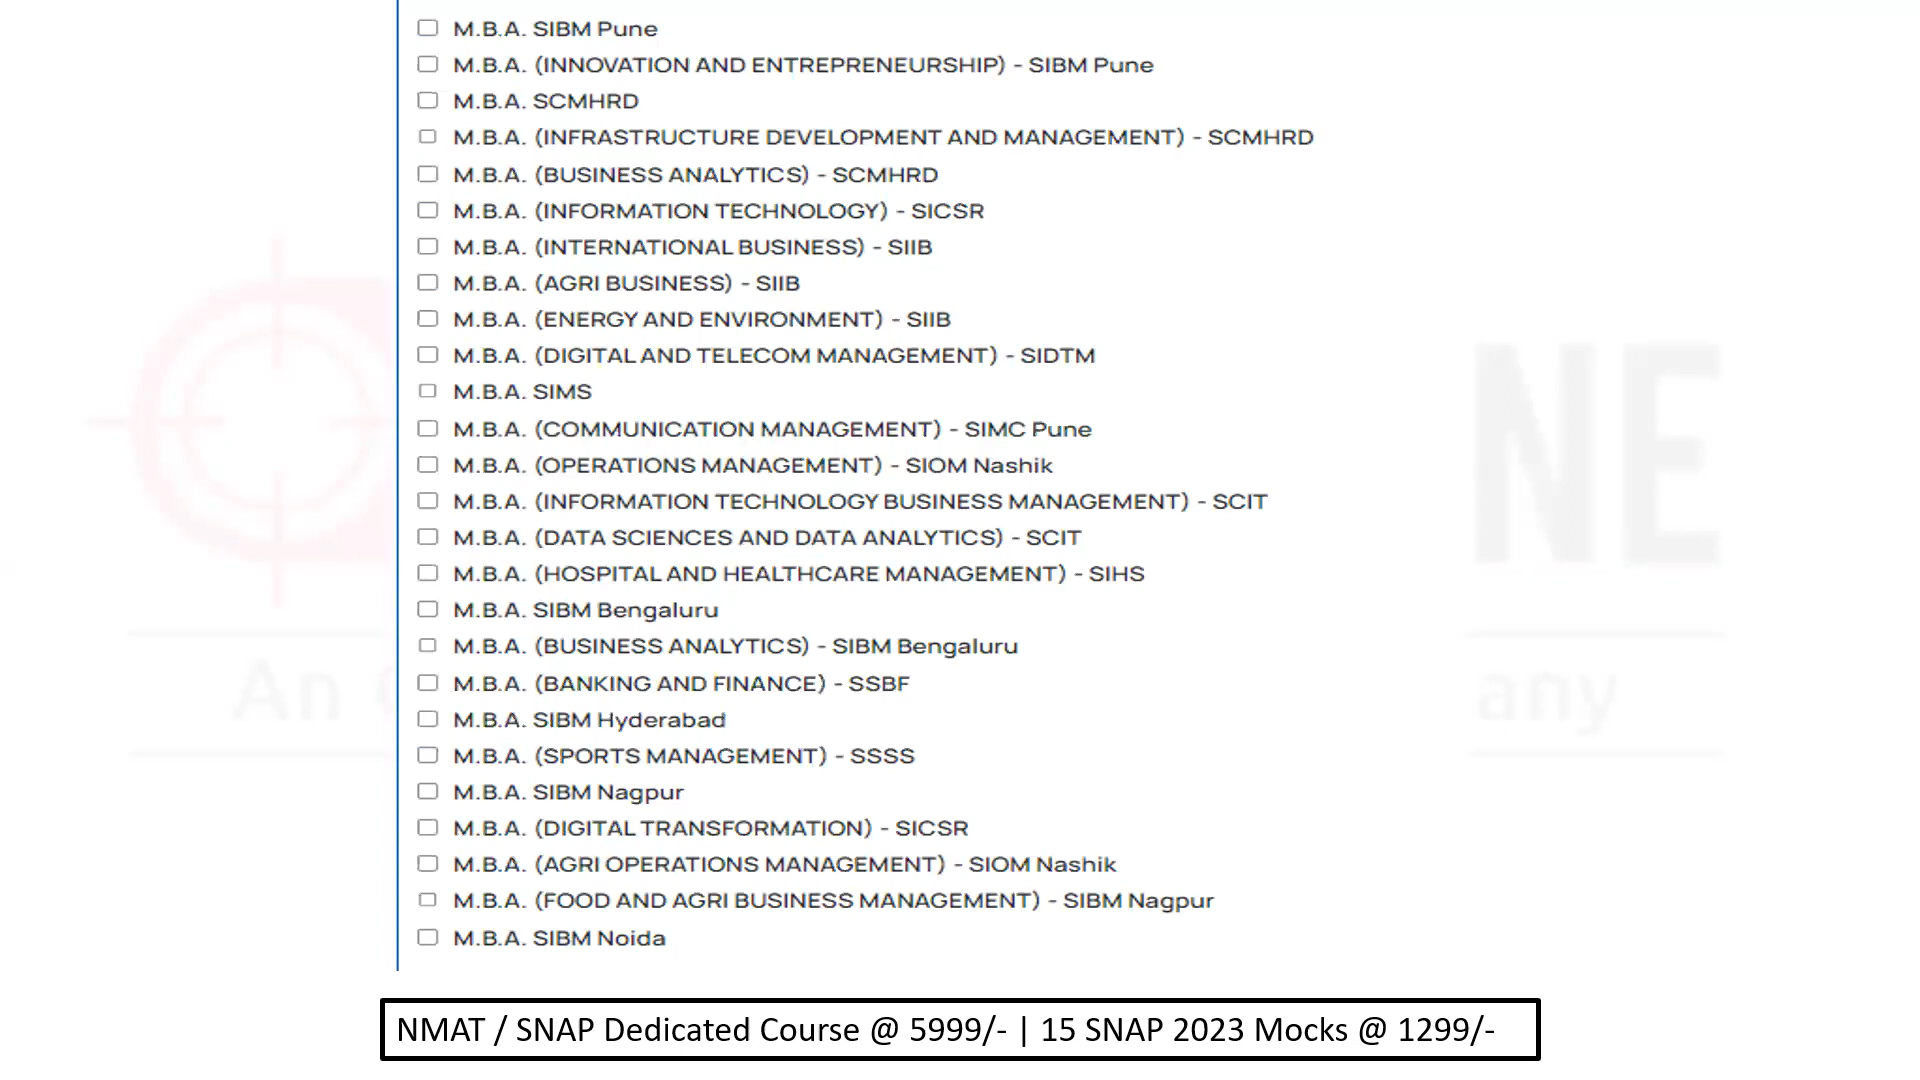 M.B.A. SIBM Pune
M.B.A. (INNOVATION AND ENTREPRENEURSHIP) - SIBM Pune
M.B.A. SCMHRD
M.B.A. (INFRASTRUCTURE DEVELOPMENT AND MANAGEMENT) - SCMHRD
M.B.A. (BUSINESS ANALYTICS) - SCMHRD
M.B.A. (INFORMATION TECHNOLOGY) - SICSR
M.B.A. (INTERNATIONAL BUSINESS) - SIIB
M.B.A. (AGRI BUSINESS) - SIIB
M.B.A. (ENERGY AND ENVIRONMENT) - SIIB
M.B.A. (DIGITAL AND TELECOM MANAGEMENT) - SIDTM
M.B.A. SIMS
M.B.A. (COMMUNICATION MANAGEMENT) - SIMC Pune
M.B.A. (OPERATIONS MANAGEMENT) - SIOM Nashik
M.B.A. (INFORMATION TECHNOLOGY BUSINESS MANAGEMENT) - SCIT
M.B.A. (DATA SCIENCES AND DATA ANALYTICS) - SCIT
M.B.A. (HOSPITAL AND HEALTHCARE MANAGEMENT) - SIHS
M.B.A. SIBM Bengaluru
M.B.A. (BUSINESS ANALYTICS) - SIBM Bengaluru
M.B.A. (BANKING AND FINANCE) - SSBF
M.B.A. SIBM Hyderabad
M.B.A. (SPORTS MANAGEMENT) - SSSS
M.B.A. SIBM Nagpur
M.B.A. (DIGITAL TRANSFORMATION) - SICSR
M.B.A. (AGRI OPERATIONS MANAGEMENT) - SIOM Nashik
M.B.A. (FOOD AND AGRI BUSINESS MANAGEMENT) - SIBM Nagpur
M.B.A. SIBM Noida
NE
An
any
NMAT / SNAP Dedicated Course @ 5999/- | 15 SNAP 2023 Mocks @ 1299/-